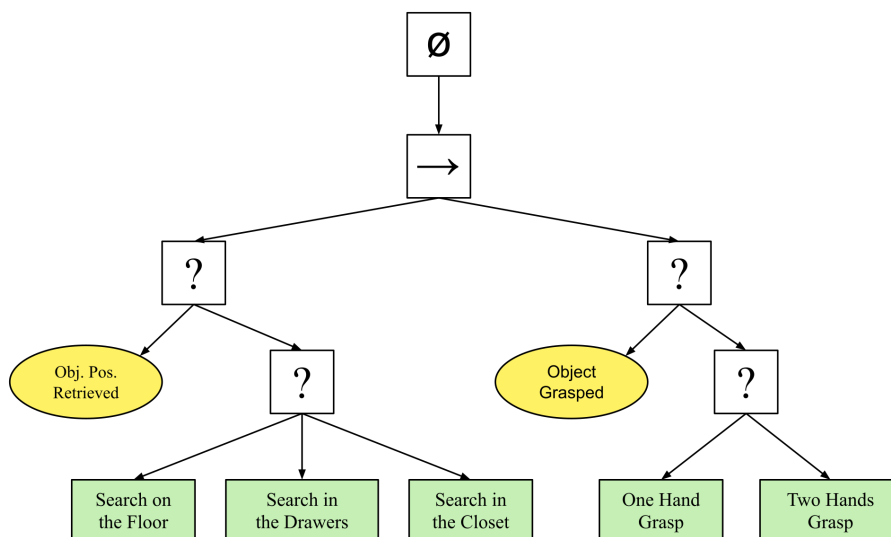 Ø
→
?
?
Obj. Pos.
Retrieved
?
Object
Grasped
?
Search on
the Floor
Search in
the Drawers
Search in
the Closet
One Hand
Grasp
Two Hands
Grasp